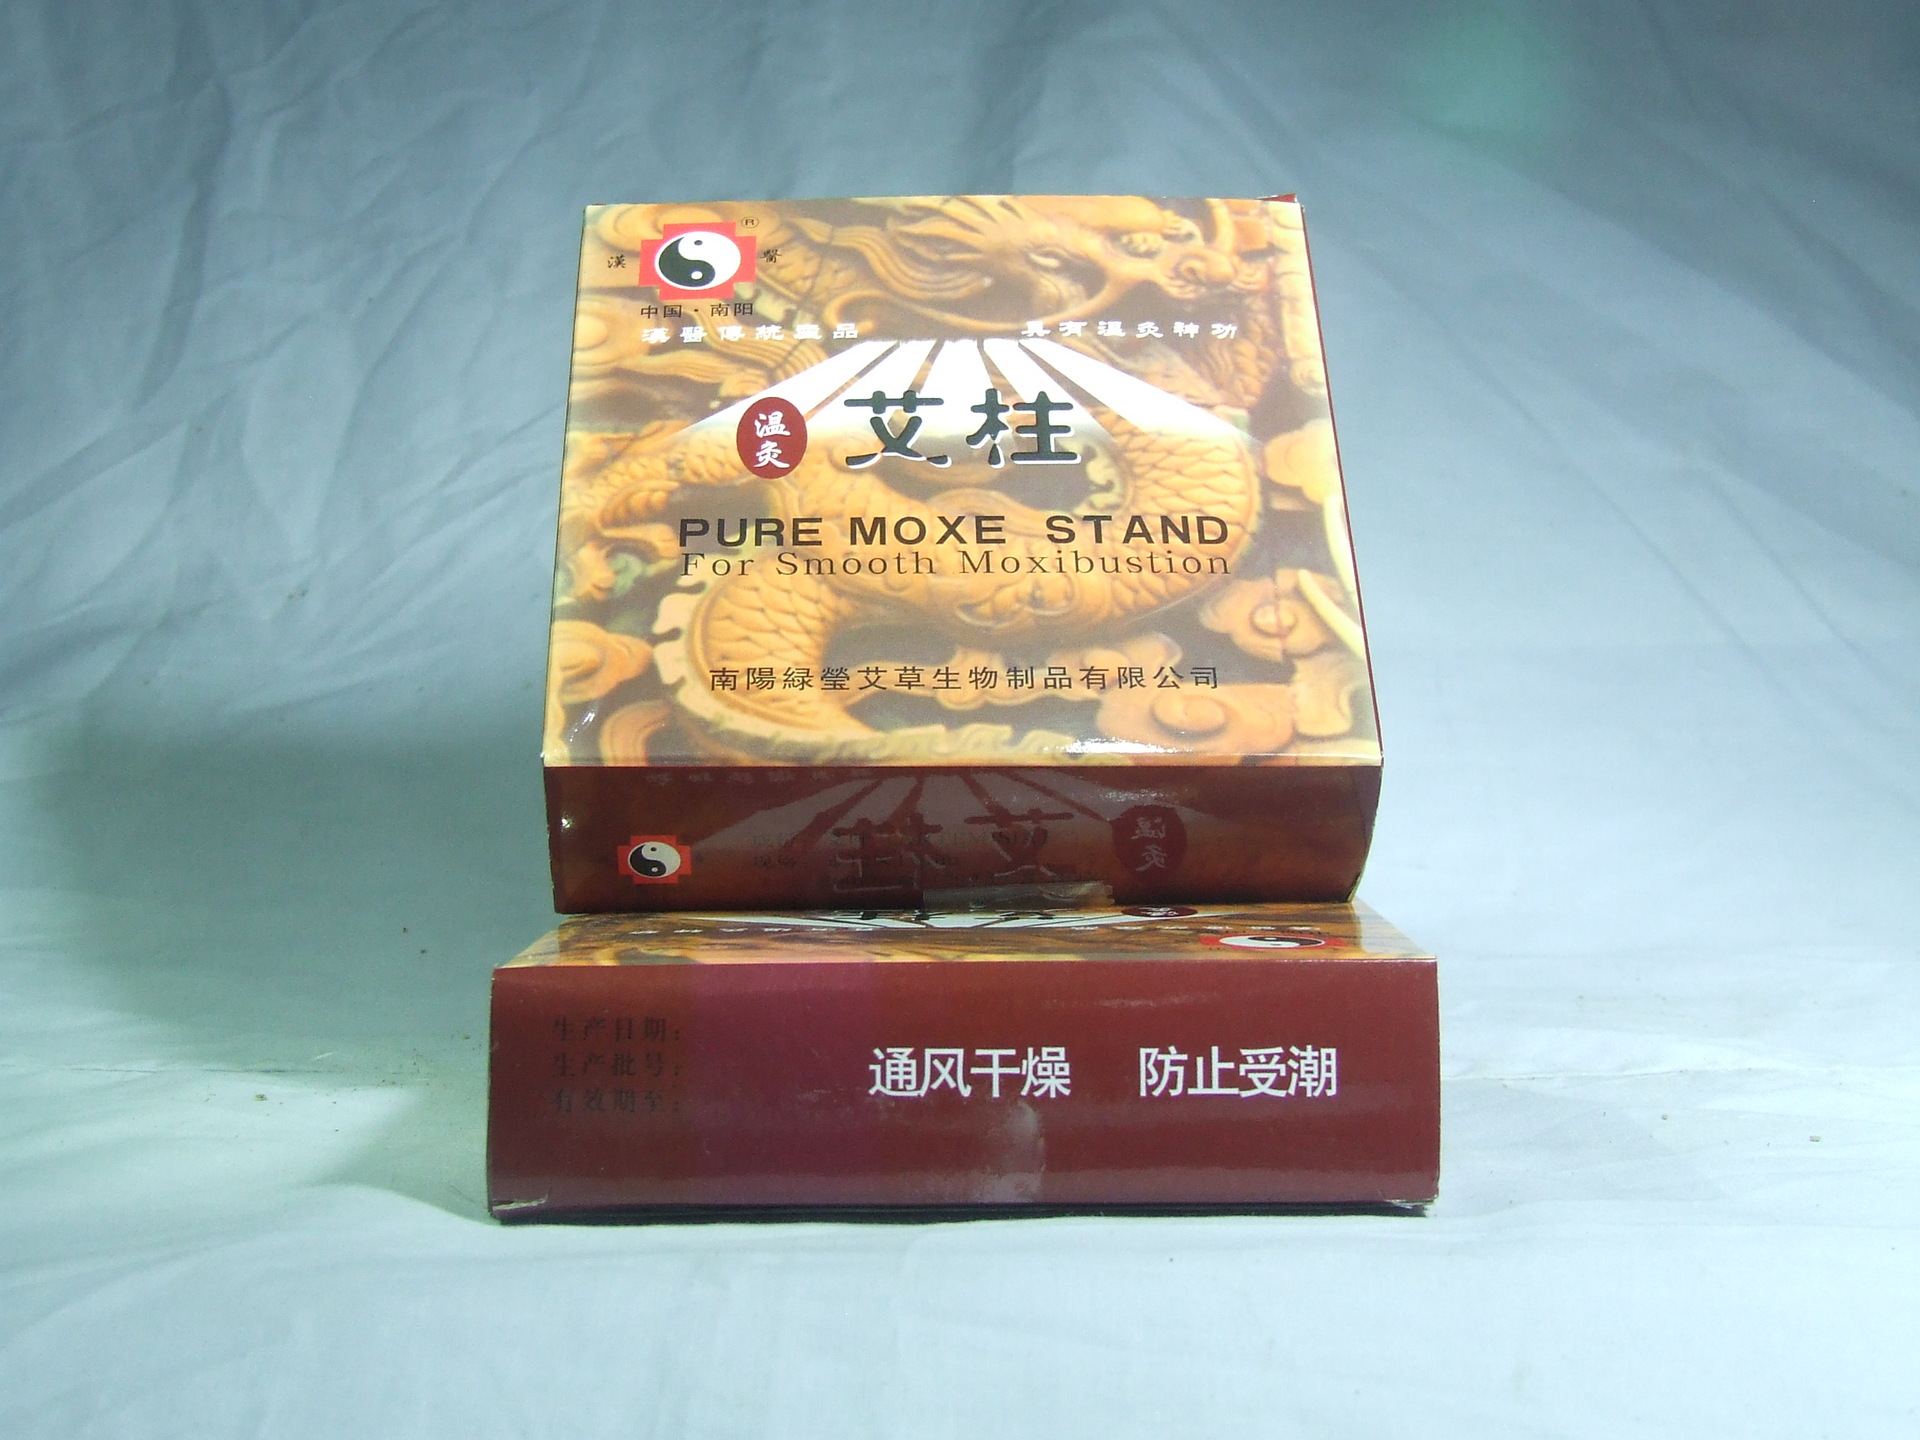 ®
漢 醫
中国·南阳
漢醫傳統產品 具有溫灸神功
溫灸 艾柱
PURE MOXE STAND
For Smooth Moxibustion
南陽緑瑩艾草生物制品有限公司
生产日期：
生产批号：
有效期至：
通风干燥 防止受潮